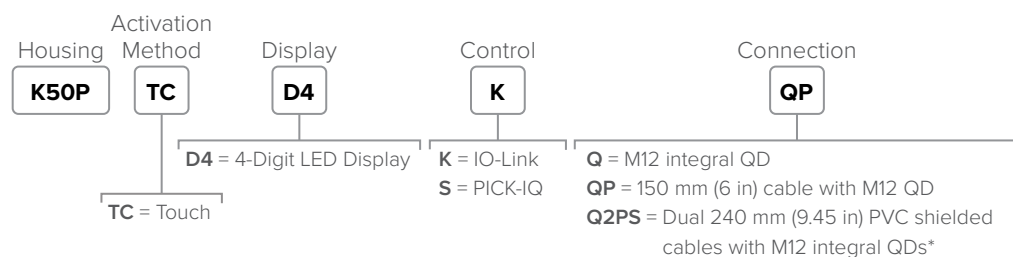 Housing Activation Method Display Control Connection
K50P TC D4 K QP
D4 = 4-Digit LED Display
K = IO-Link
S = PICK-IQ
Q = M12 integral QD
QP = 150 mm (6 in) cable with M12 QD
Q2PS = Dual 240 mm (9.45 in) PVC shielded
cables with M12 integral QDs*
TC = Touch